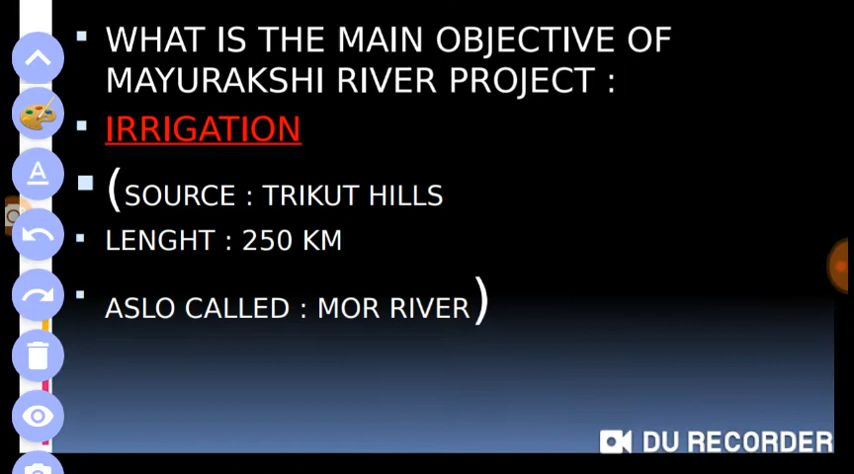 WHAT IS THE MAIN OBJECTIVE OF
MAYURAKSHI RIVER PROJECT :
IRRIGATION
(SOURCE : TRIKUT HILLS
LENGHT : 250 KM
ASLO CALLED : MOR RIVER)
A
DU RECORDER